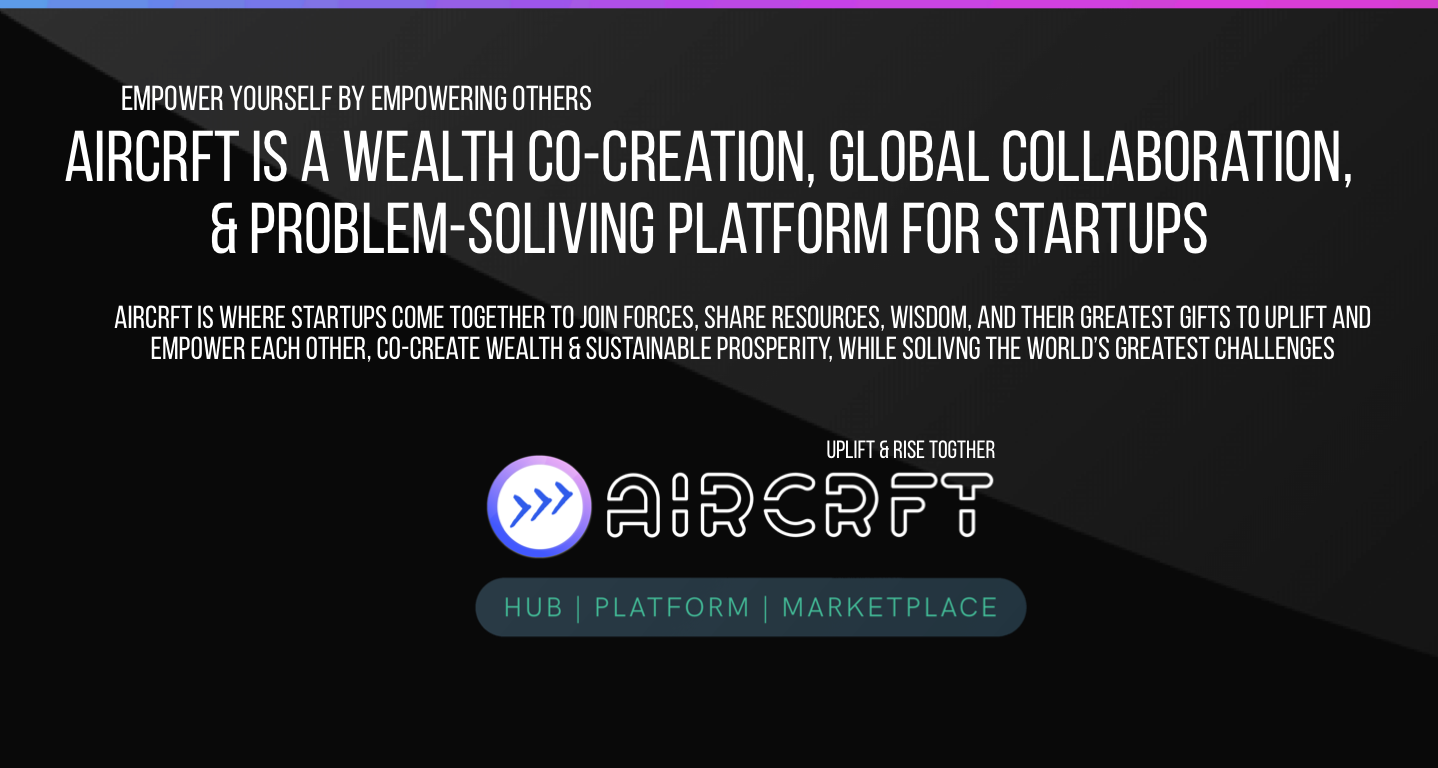 EMPOWER YOURSELF BY EMPOWERING OTHERS
AIRCRFT IS A WEALTH CO-CREATION, GLOBAL COLLABORATION,
& PROBLEM-SOLIVING PLATFORM FOR STARTUPS
AIRCRFT IS WHERE STARTUPS COME TOGETHER TO JOIN FORCES, SHARE RESOURCES, WISDOM, AND THEIR GREATEST GIFTS TO UPLIFT AND
EMPOWER EACH OTHER, CO-CREATE WEALTH & SUSTAINABLE PROSPERITY, WHILE SOLIVNG THE WORLD'S GREATEST CHALLENGES
UPLIFT & RISE TOGTHER
AIRCRFT
HUB | PLATFORM | MARKETPLACE